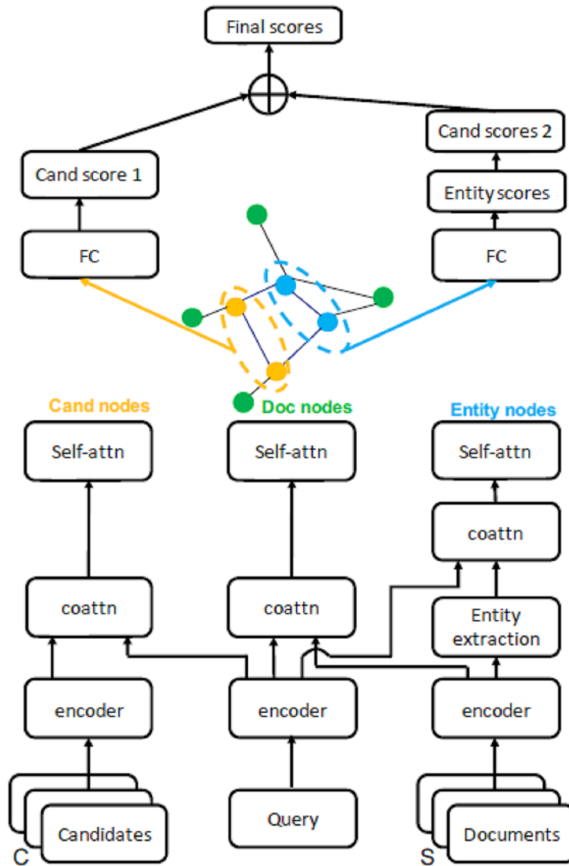 Final scores
Cand scores 2
Cand score 1
Entity scores
FC
FC
Cand nodes
Doc nodes
Entity nodes
Self-attn
Self-attn
Self-attn
coattn
coattn
coattn
Entity
extraction
encoder
encoder
encoder
Candidates
Query
Documents
C
S